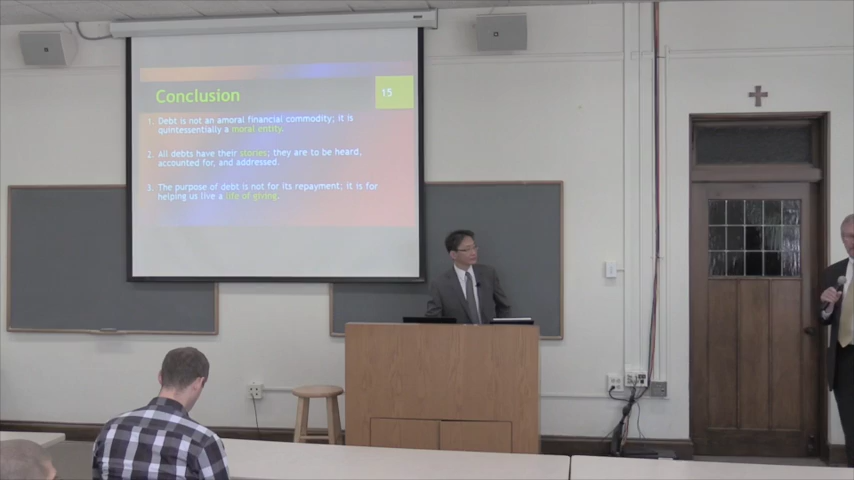 Conclusion
15
1. Debt is not an amoral financial commodity; it is
quintessentially a moral entity.
2. All debts have their stories; they are to be heard,
accounted for, and addressed.
3. The purpose of debt is not for its repayment; it is for
helping us live a life of giving.